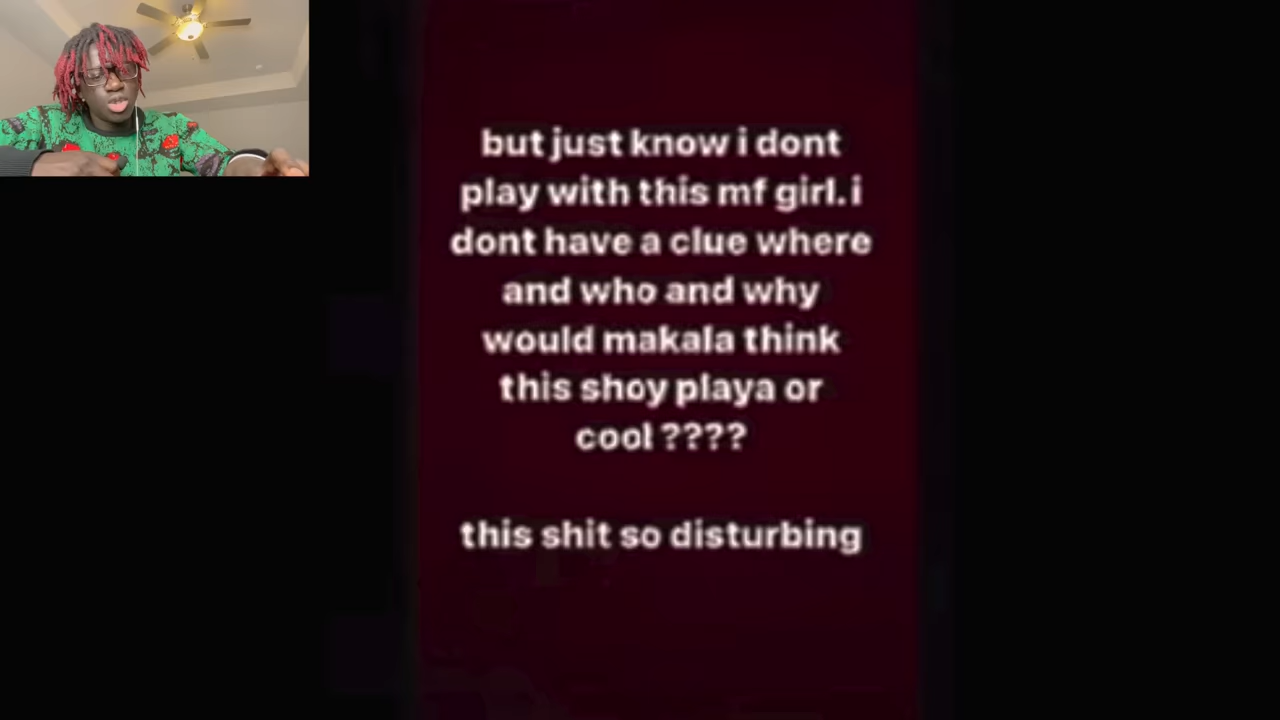 but just know i dont
play with this mf girl. i
dont have a clue where
and who and why
would makala think
this shoy playa or
cool ????
this shit so disturbing